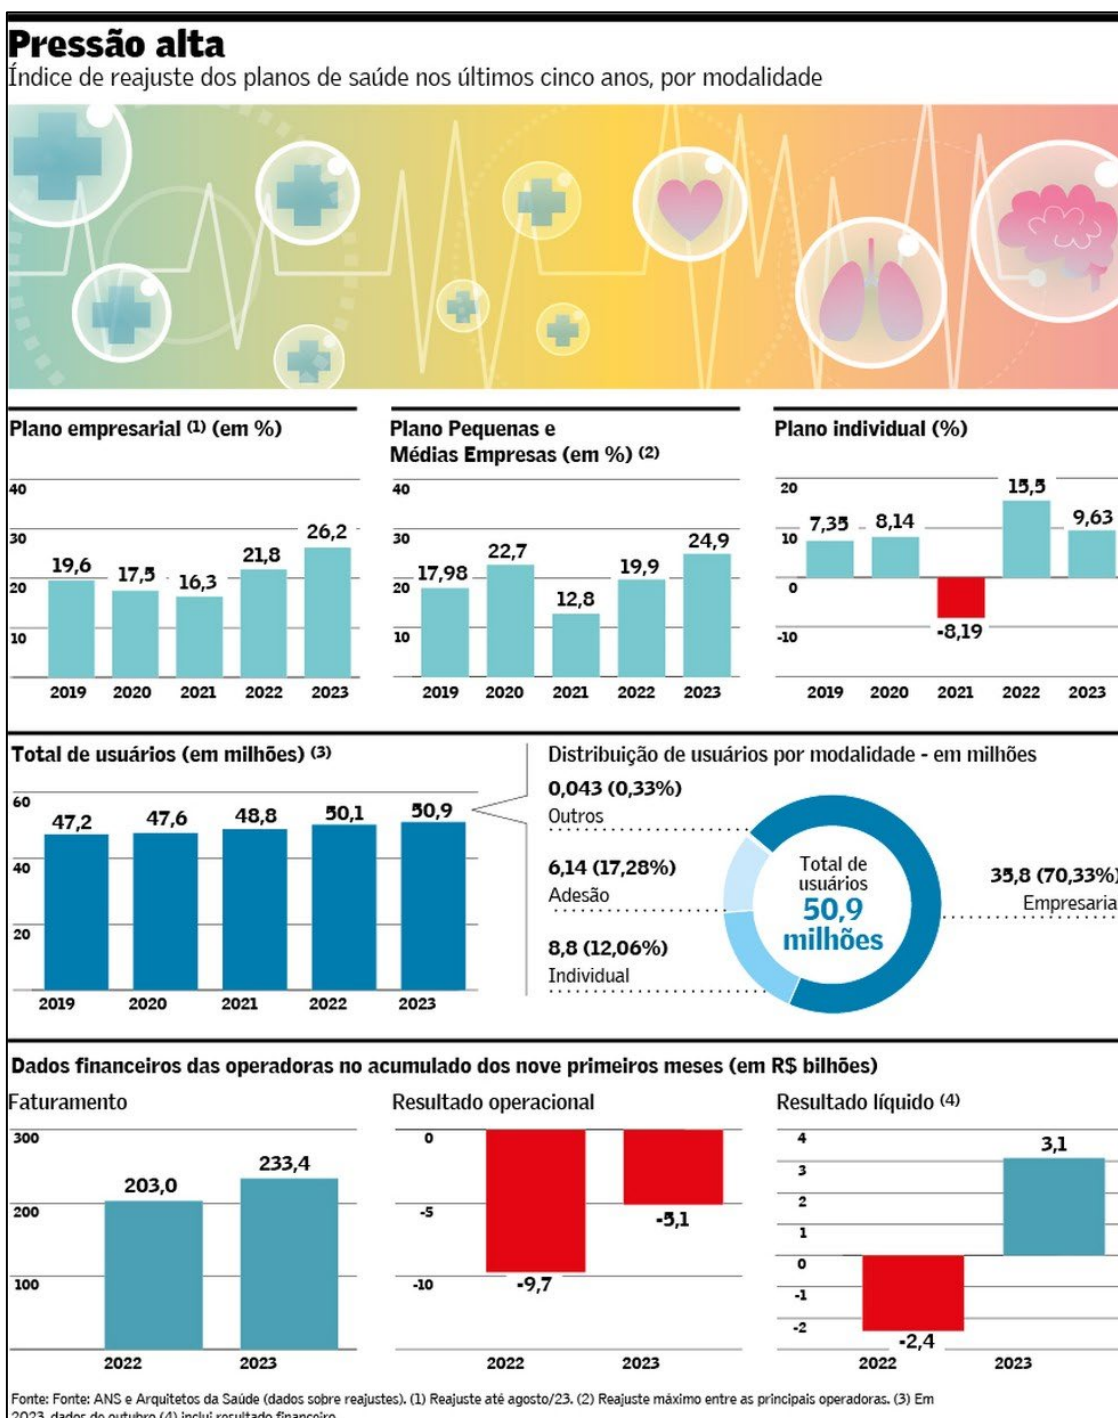 Pressão alta
Índice de reajuste dos planos de saúde nos últimos cinco anos, por modalidade
Plano empresarial (1) (em %)
40
30
20
10
19,6
17,5
16,3
21,8
26,2
2019 2020 2021 2022 2023
Plano Pequenas e
Médias Empresas (em %) (2)
40
30
20
10
17,98
22,7
12,8
19,9
24,9
2019 2020 2021 2022 2023
Plano individual (%)
20
10
0
-10
7,35
8,14
-8,19
15,5
9,63
2019 2020 2021 2022 2023
Total de usuários (em milhões) (3)
60
40
20
47,2
47,6
48,8
50,1
50,9
2019 2020 2021 2022 2023
Distribuição de usuários por modalidade - em milhões
0,043 (0,33%)
Outros
6,14 (17,28%)
Adesão
8,8 (12,06%)
Individual
Total de
usuários
50,9
milhões
35,8 (70,33%)
Empresaria
Dados financeiros das operadoras no acumulado dos nove primeiros meses (em R$ bilhões)
Faturamento
300
200
100
203,0
233,4
2022 2023
Resultado operacional
0
-5
-10
-9,7
-5,1
2022 2023
Resultado líquido (4)
4
3
2
1
0
-1
-2
-2,4
3,1
2022 2023
Fonte: Fonte: ANS e Arquitetos da Saúde (dados sobre reajustes). (1) Reajuste até agosto/23. (2) Reajuste máximo entre as principais operadoras. (3) Em
2023, dados de outubro (4) inclui resultado financeiro